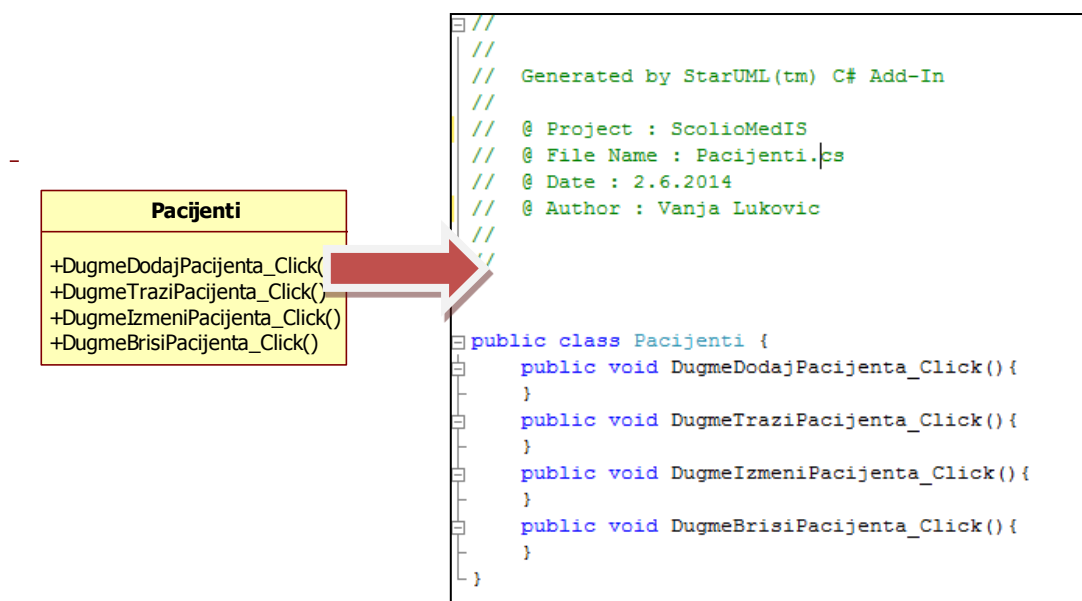 Pacijenti
+DugmeDodajPacijenta_Click(
+DugmeTraziPacijenta_Click()
+DugmeIzmeniPacijenta_Click()
+DugmeBrisiPacijenta_Click()
//
//
// Generated by StarUML(tm) C# Add-In
//
// @ Project : ScolioMedIS
// @ File Name : Pacijenti.cs
// @ Date : 2.6.2014
// @ Author : Vanja Lukovic
//
//
public class Pacijenti {
public void DugmeDodajPacijenta_Click(){
}
public void DugmeTraziPacijenta_Click(){
}
public void DugmeIzmeniPacijenta_Click(){
}
public void DugmeBrisiPacijenta_Click(){
}
}